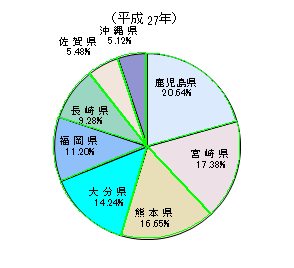 （平成 27年）
鹿児島県
20.64%
宮崎県
17.38%
熊本県
16.65%
大分県
14.24%
福岡県
11.20%
長崎県
9.28%
佐賀県
5.48%
沖縄県
5.12%